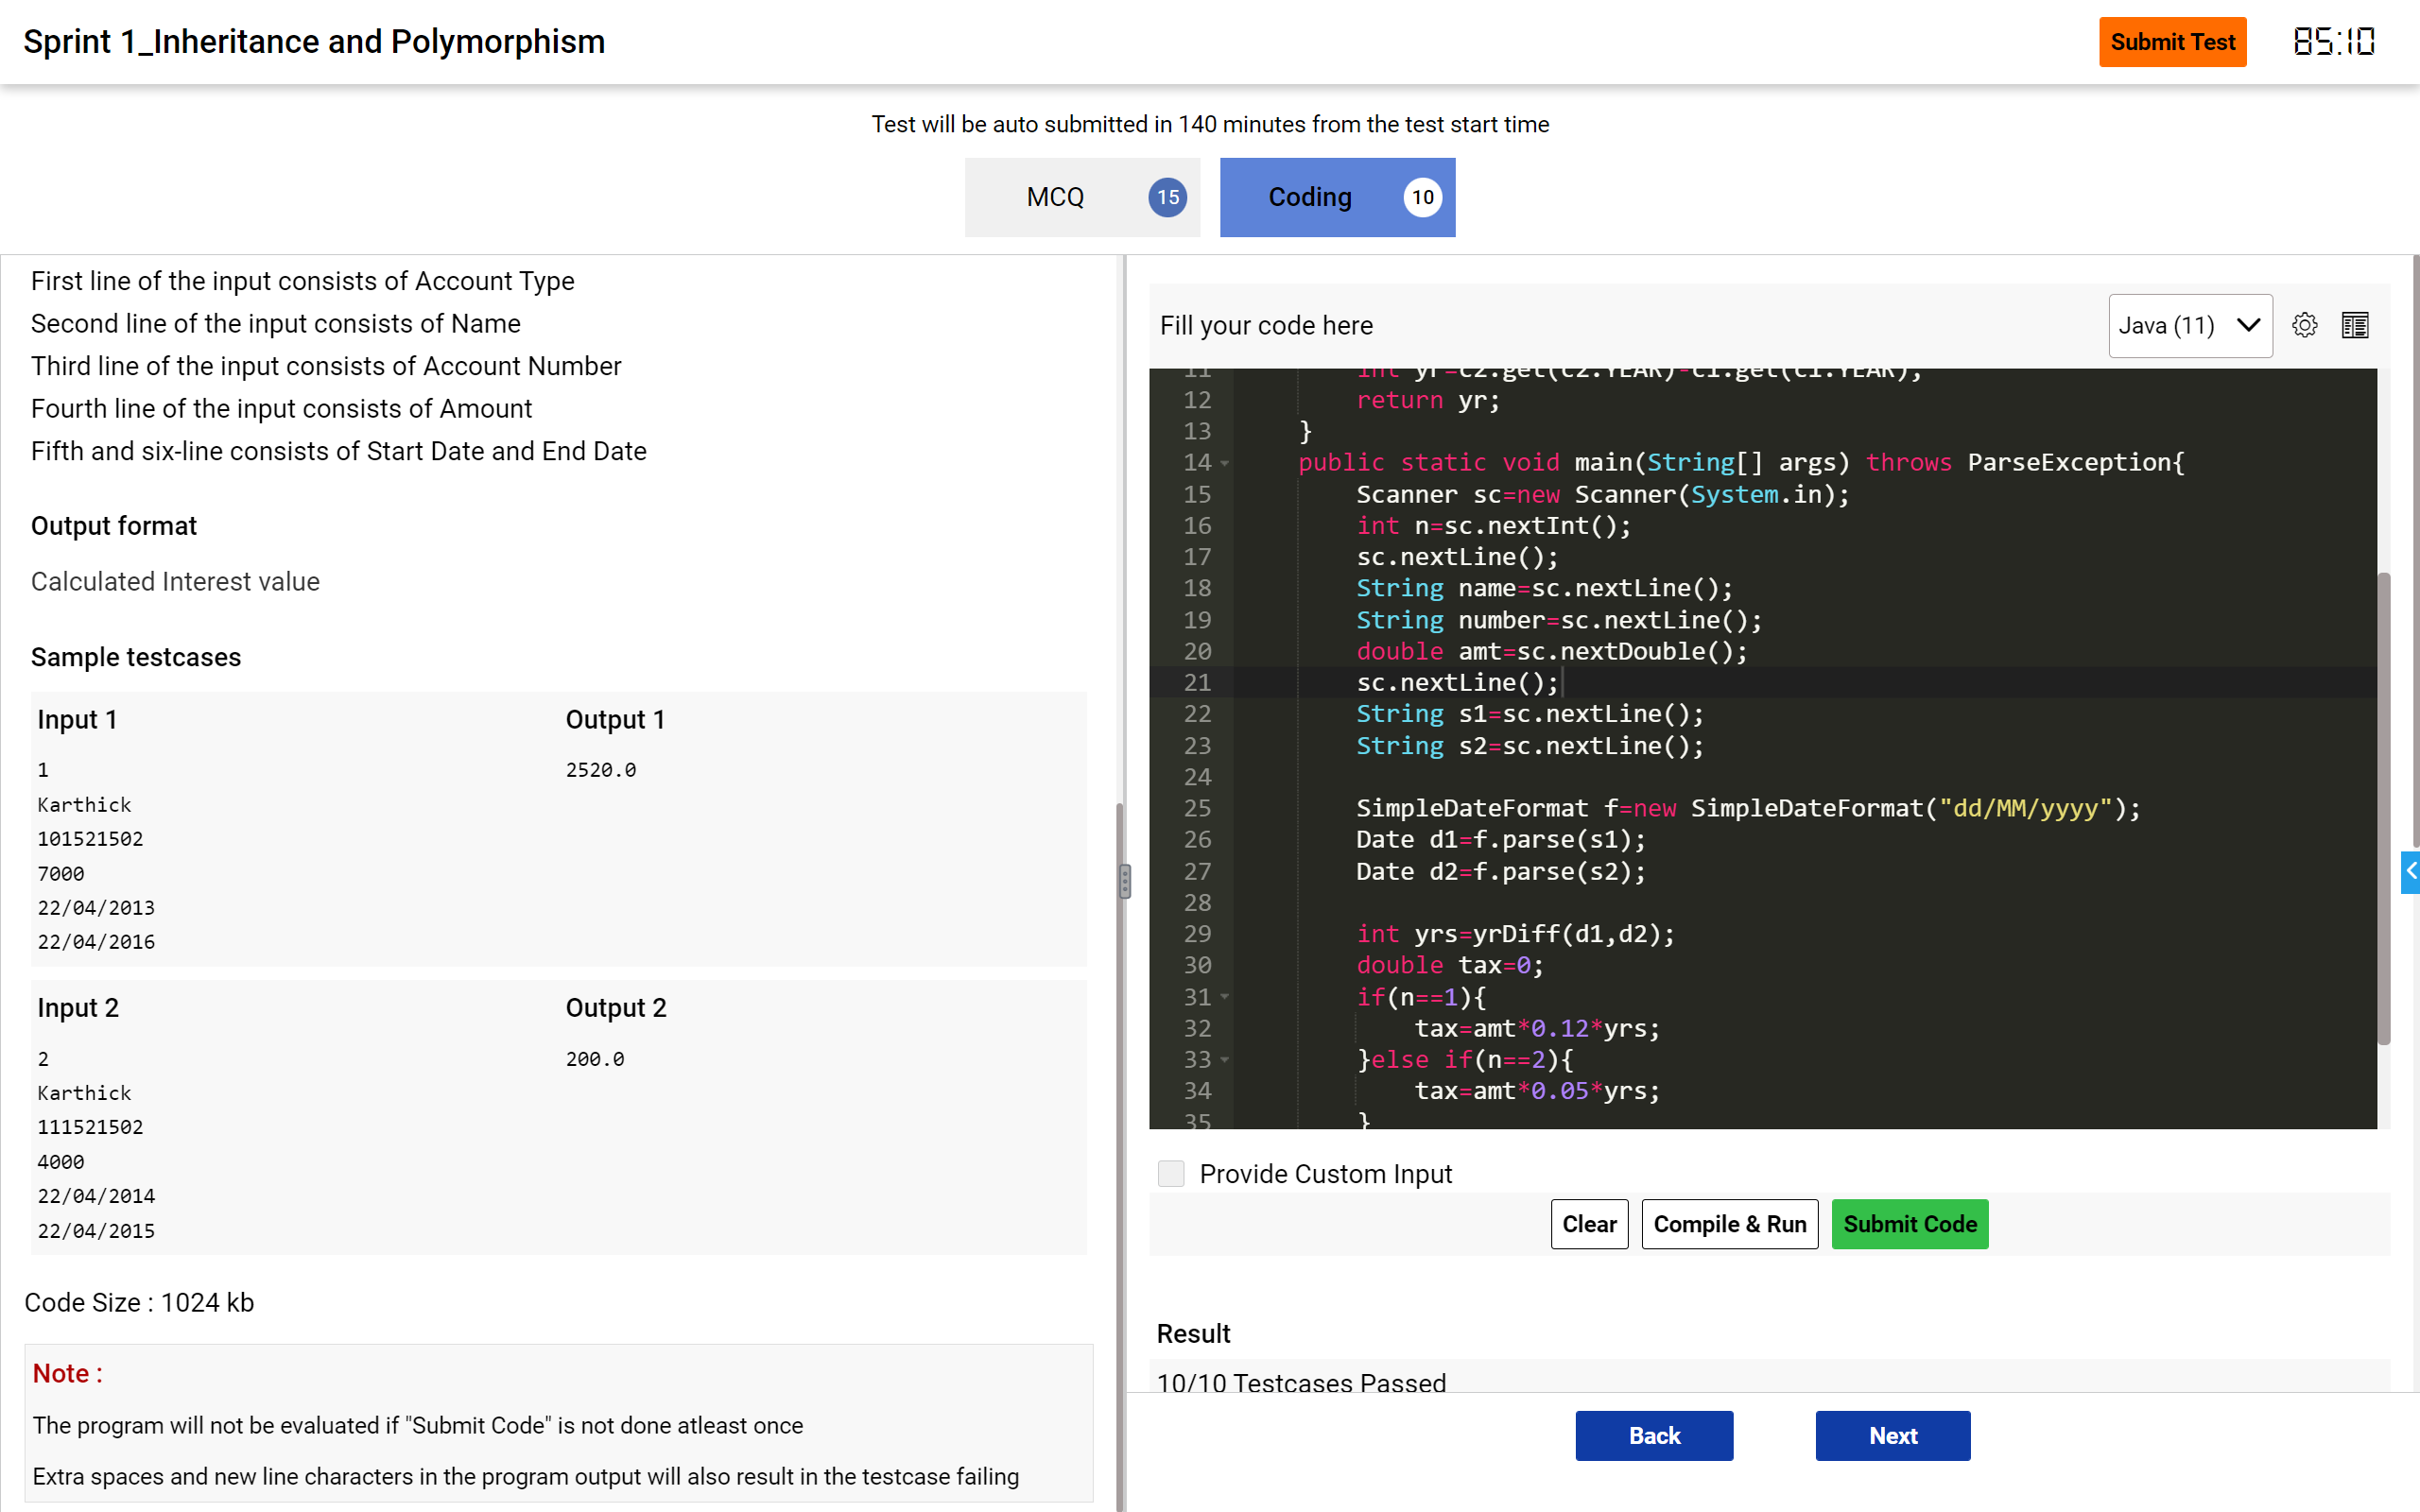 Sprint 1_Inheritance and Polymorphism
Submit Test
85:10
Test will be auto submitted in 140 minutes from the test start time
MCQ 15
Coding 10
First line of the input consists of Account Type
Second line of the input consists of Name
Third line of the input consists of Account Number
Fourth line of the input consists of Amount
Fifth and six-line consists of Start Date and End Date
Output format
Calculated Interest value
Sample testcases
Input 1
Output 1
1
2520.0
Karthick
101521502
7000
22/04/2013
22/04/2016
Input 2
Output 2
2
200.0
Karthick
111521502
4000
22/04/2014
22/04/2015
Code Size : 1024 kb
Note :
The program will not be evaluated if "Submit Code" is not done atleast once
Extra spaces and new line characters in the program output will also result in the testcase failing
Fill your code here
Java (11)
11 int yr=c2.get(c2.YEAR)-c1.get(c1.YEAR);
12 return yr;
13 }
14 public static void main(String[] args) throws ParseException{
15 Scanner sc=new Scanner(System.in);
16 int n=sc.nextInt();
17 sc.nextLine();
18 String name=sc.nextLine();
19 String number=sc.nextLine();
20 double amt=sc.nextDouble();
21 sc.nextLine();
22 String s1=sc.nextLine();
23 String s2=sc.nextLine();
24
25 SimpleDateFormat f=new SimpleDateFormat("dd/MM/yyyy");
26 Date d1=f.parse(s1);
27 Date d2=f.parse(s2);
28
29 int yrs=yrDiff(d1,d2);
30 double tax=0;
31 if(n==1){
32 tax=amt*0.12*yrs;
33 }else if(n==2){
34 tax=amt*0.05*yrs;
35 }
Provide Custom Input
Clear
Compile & Run
Submit Code
Result
10/10 Testcases Passed
Back
Next